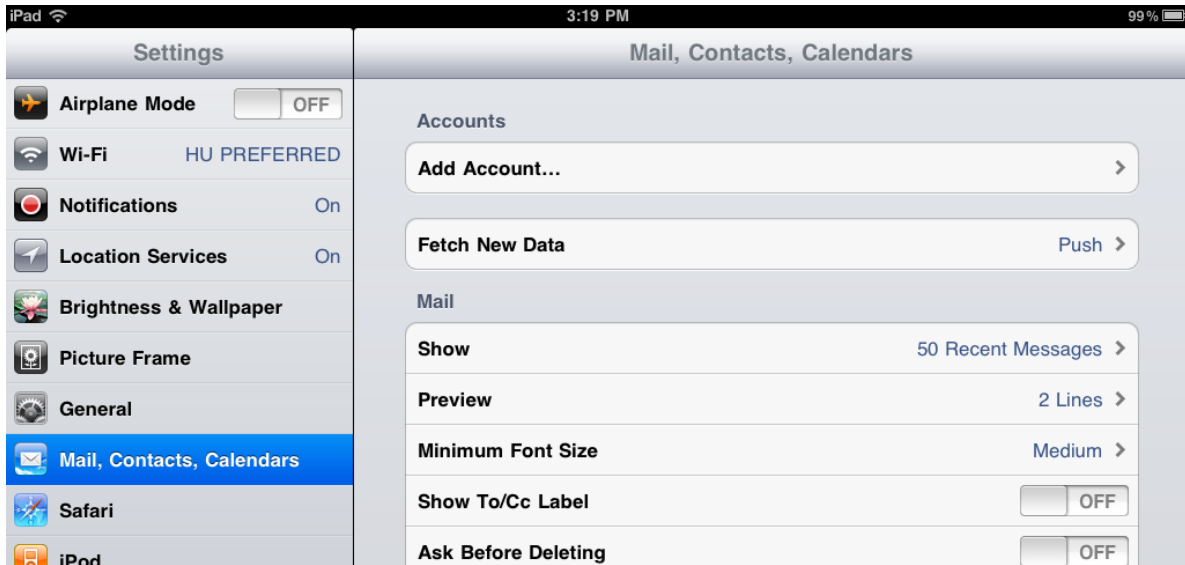 iPad 3:19 PM 99%
Settings
Airplane Mode OFF
Wi-Fi HU PREFERRED
Notifications On
Location Services On
Brightness & Wallpaper
Picture Frame
General
Mail, Contacts, Calendars
Safari
iPod
Mail, Contacts, Calendars
Accounts
Add Account...
Fetch New Data Push
Mail
Show 50 Recent Messages
Preview 2 Lines
Minimum Font Size Medium
Show To/Cc Label OFF
Ask Before Deleting OFF